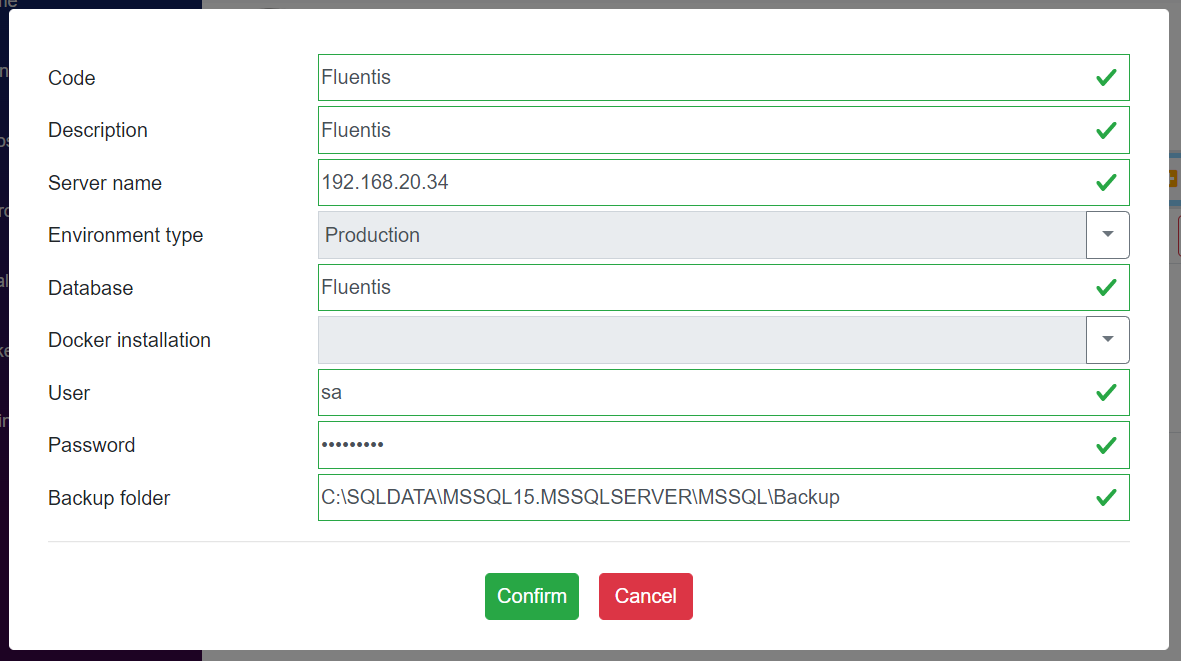 Code Fluentis
Description Fluentis
Server name 192.168.20.34
Environment type Production
Database Fluentis
Docker installation
User sa
Password •••••••••
Backup folder C:\SQLDATA\MSSQL15.MSSQLSERVER\MSSQL\Backup
Confirm Cancel